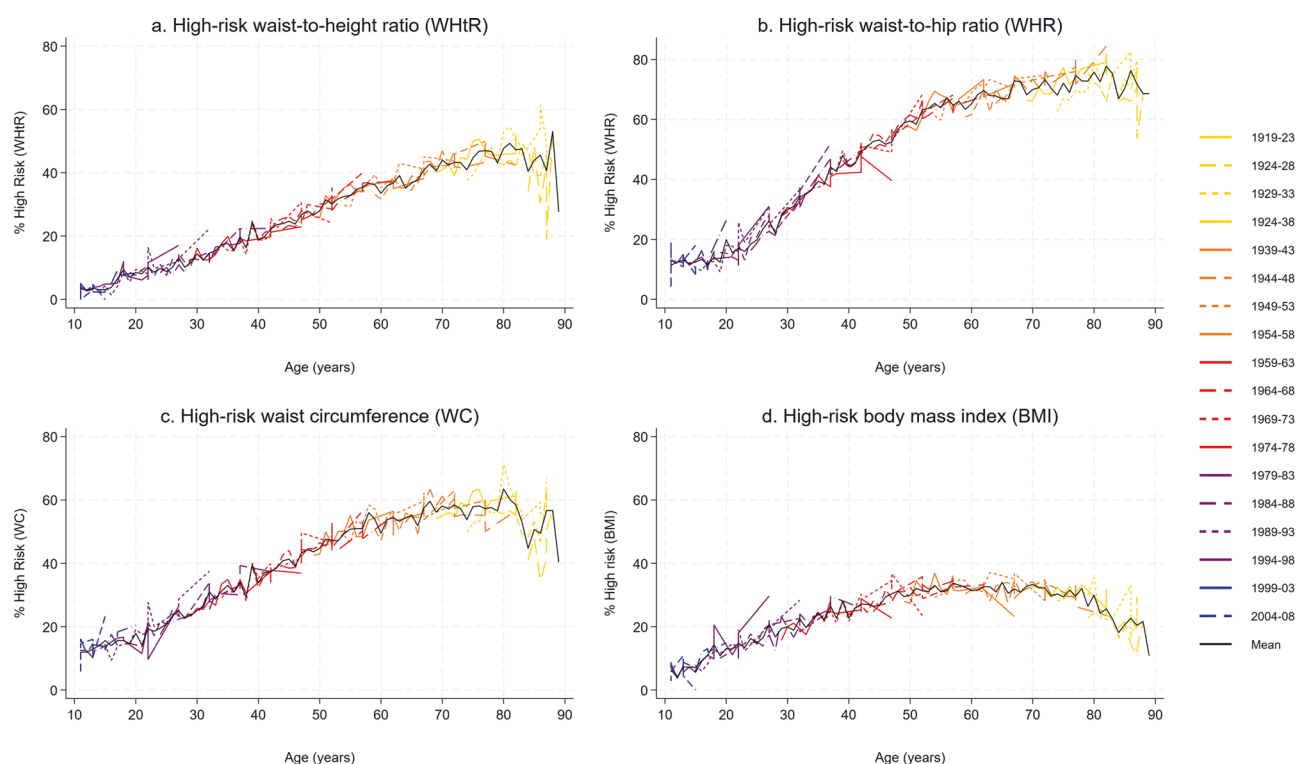 a. High-risk waist-to-height ratio (WHtR)
% High Risk (WHtR)
80
60
40
20
0
10 20 30 40 50 60 70 80 90
Age (years)
b. High-risk waist-to-hip ratio (WHR)
% High Risk (WHR)
80
60
40
20
0
10 20 30 40 50 60 70 80 90
Age (years)
c. High-risk waist circumference (WC)
% High Risk (WC)
80
60
40
20
0
10 20 30 40 50 60 70 80 90
Age (years)
d. High-risk body mass index (BMI)
% High risk (BMI)
80
60
40
20
0
10 20 30 40 50 60 70 80 90
Age (years)
1919-23
1924-28
1929-33
1924-38
1939-43
1944-48
1949-53
1954-58
1959-63
1964-68
1969-73
1974-78
1979-83
1984-88
1989-93
1994-98
1999-03
2004-08
Mean